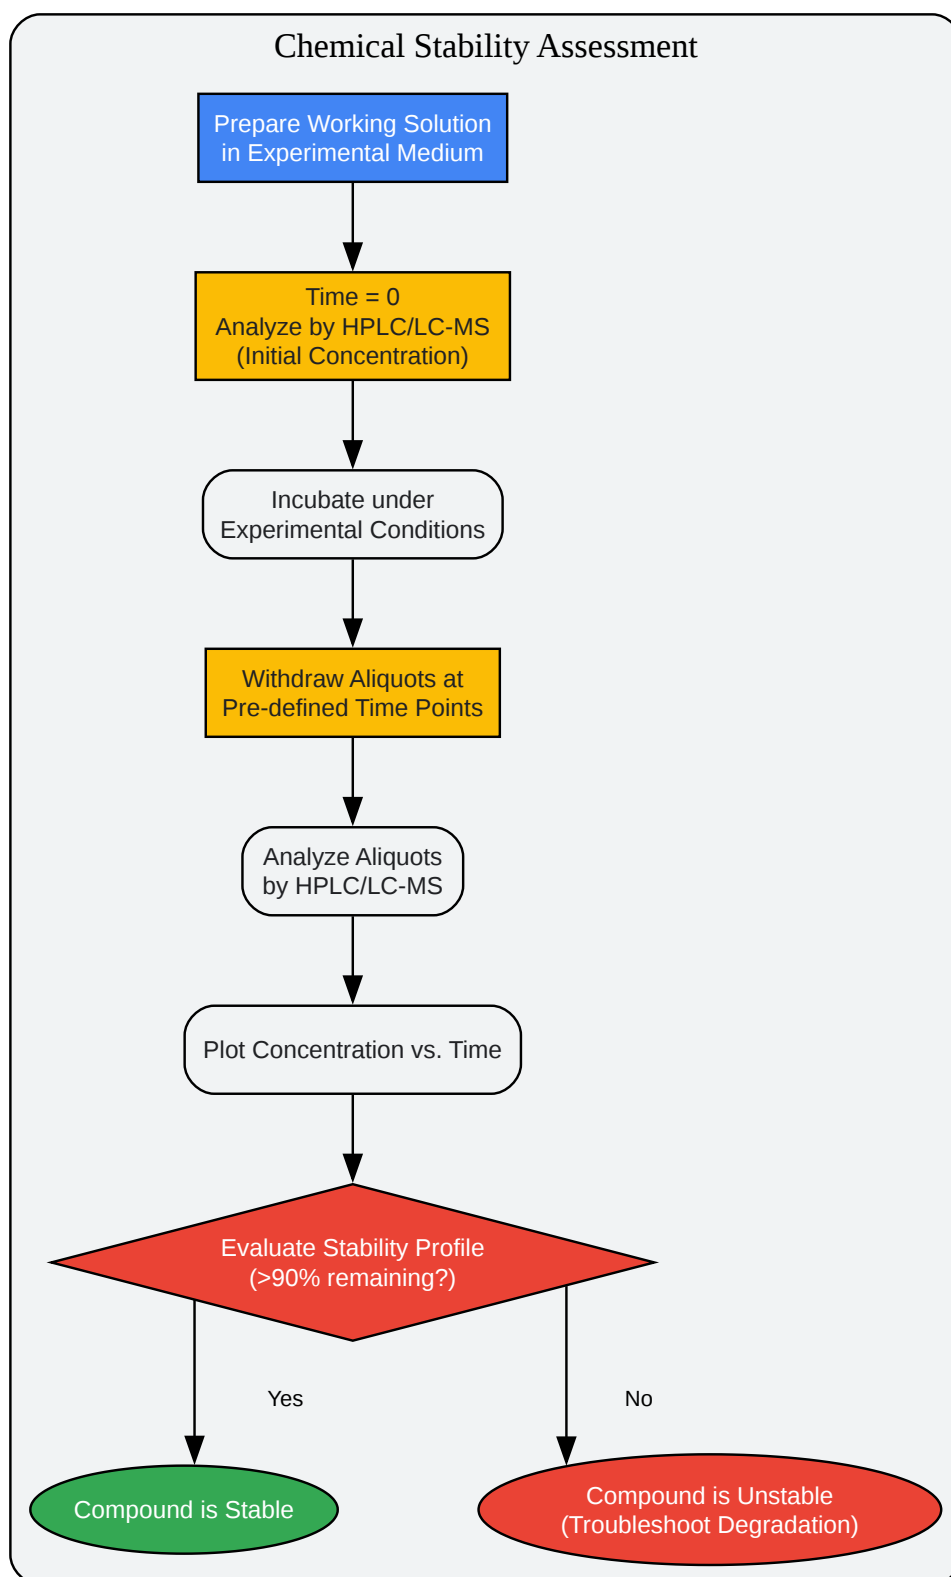 Chemical Stability Assessment
Prepare Working Solution
in Experimental Medium
Time = 0
Analyze by HPLC/LC-MS
(Initial Concentration)
Incubate under
Experimental Conditions
Withdraw Aliquots at
Pre-defined Time Points
Analyze Aliquots
by HPLC/LC-MS
Plot Concentration vs. Time
Evaluate Stability Profile
(>90% remaining?)
Yes
No
Compound is Stable
Compound is Unstable
(Troubleshoot Degradation)